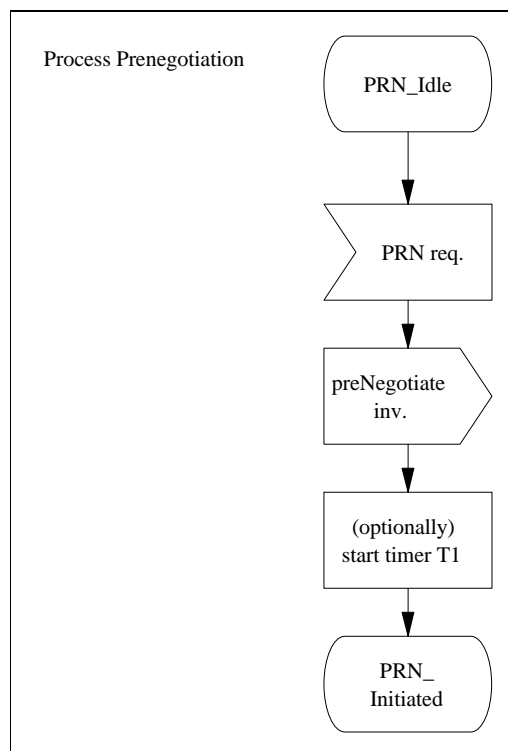 Process Prenegotiation
PRN_Idle
PRN req.
preNegotiate
inv.
(optionally)
start timer T1
PRN_
Initiated